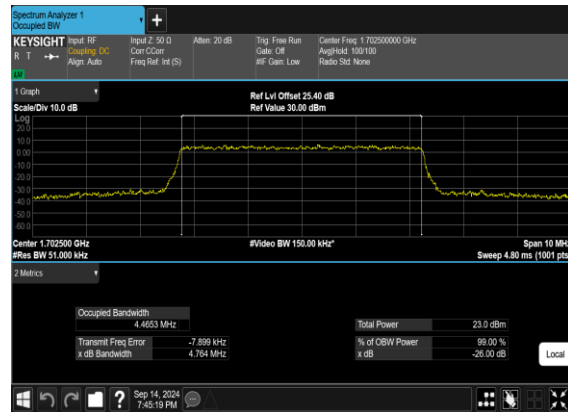 Spectrum Analyzer 1
Occupied BW
+
KEYSIGHT
R T
LXI
Input: RF
Coupling: DC
Align: Auto
Input Z: 50 Ω
Corr CCorr
Freq Ref: Int (S)
Atten: 20 dB
Trig: Free Run
Gate: Off
#IF Gain: Low
Center Freq: 1.702500000 GHz
Avg|Hold: 100/100
Radio Std: None
1 Graph
Scale/Div 10.0 dB
Ref Lvl Offset 25.40 dB
Ref Value 30.00 dBm
Log
20.0
10.0
0.00
-10.0
-20.0
-30.0
-40.0
-50.0
-60.0
Center 1.702500 GHz
#Res BW 51.000 kHz
#Video BW 150.00 kHz*
Span 10 MHz
Sweep 4.80 ms (1001 pts)
2 Metrics
Occupied Bandwidth
4.4653 MHz
Transmit Freq Error -7.899 kHz
x dB Bandwidth 4.764 MHz
Total Power 23.0 dBm
% of OBW Power 99.00 %
x dB -26.00 dB
Local
?
Sep 14, 2024
7:45:19 PM